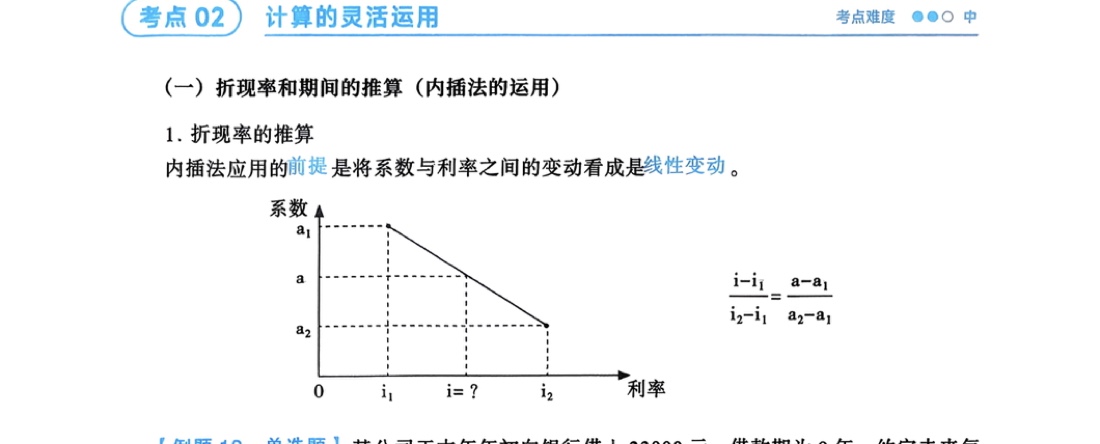 考点 02 计算的灵活运用 考点难度 中
（一）折现率和期间的推算（内插法的运用）
1. 折现率的推算
内插法应用的前提是将系数与利率之间的变动看成是线性变动。
系数
a₁
a
a₂
0 i₁ i=？ i₂ 利率
i−i₁ / i₂−i₁ = a−a₁ / a₂−a₁